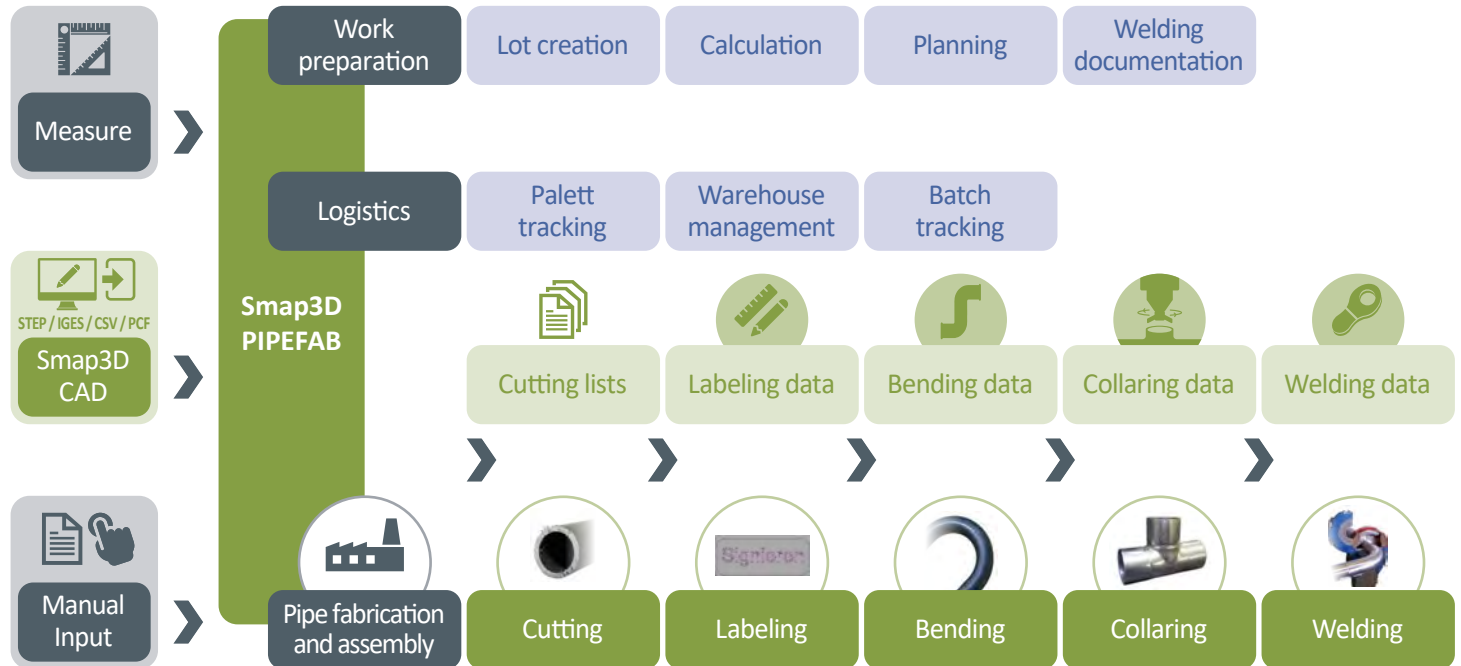 Measure
STEP / IGES / CSV / PCF
Smap3D
CAD
Manual
Input
Smap3D
PIPEFAB
Work
preparation
Lot creation
Calculation
Planning
Welding
documentation
Logistics
Palett
tracking
Warehouse
management
Batch
tracking
Cutting lists
Labeling data
Bending data
Collaring data
Welding data
Signieren
Pipe fabrication
and assembly
Cutting
Labeling
Bending
Collaring
Welding